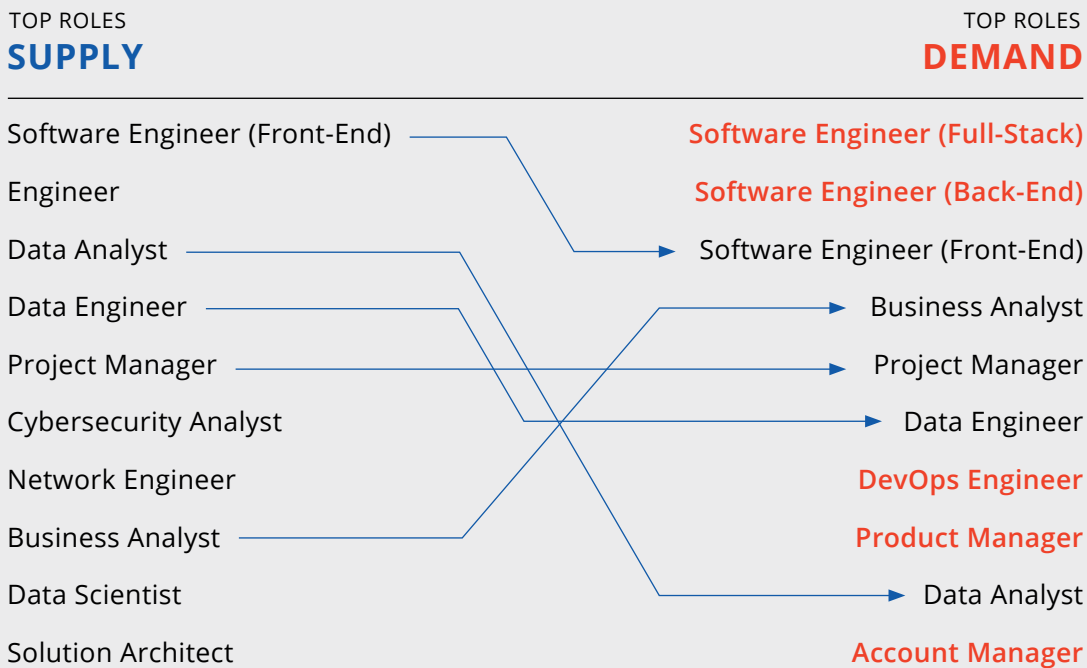 TOP ROLES
SUPPLY
TOP ROLES
DEMAND
Software Engineer (Front-End)
Engineer
Data Analyst
Data Engineer
Project Manager
Cybersecurity Analyst
Network Engineer
Business Analyst
Data Scientist
Solution Architect
Software Engineer (Full-Stack)
Software Engineer (Back-End)
Software Engineer (Front-End)
Business Analyst
Project Manager
Data Engineer
DevOps Engineer
Product Manager
Data Analyst
Account Manager